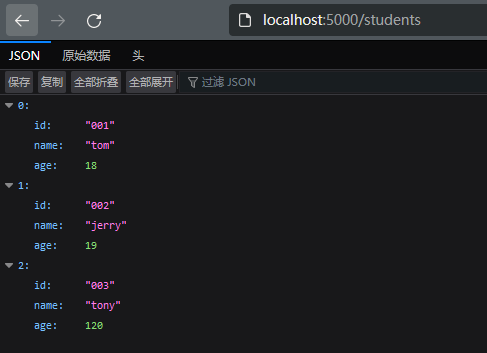 localhost:5000/students
JSON 原始数据 头
保存 复制 全部折叠 全部展开 过滤 JSON
0:
id: "001"
name: "tom"
age: 18
1:
id: "002"
name: "jerry"
age: 19
2:
id: "003"
name: "tony"
age: 120